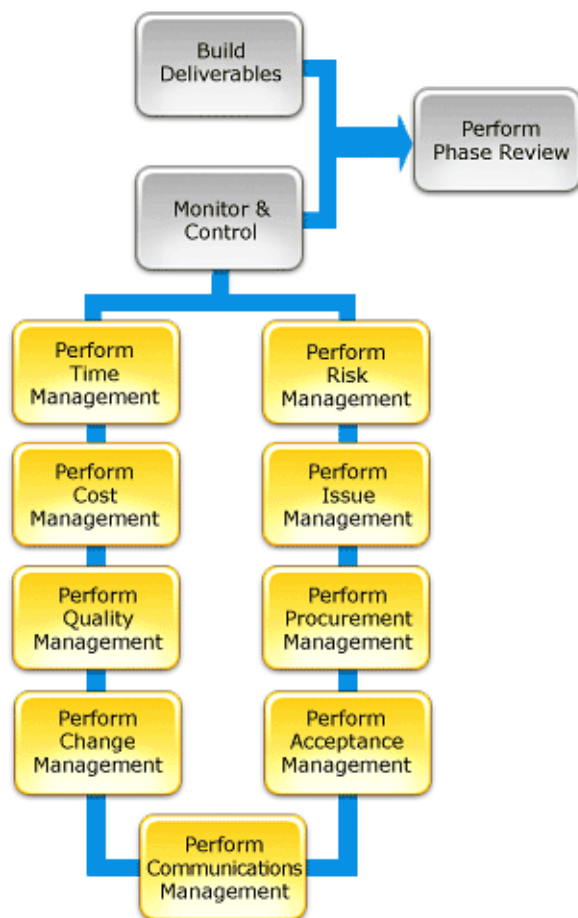 Build
Deliverables
Perform
Phase Review
Monitor &
Control
Perform
Time
Management
Perform
Risk
Management
Perform
Cost
Management
Perform
Issue
Management
Perform
Quality
Management
Perform
Procurement
Management
Perform
Change
Management
Perform
Acceptance
Management
Perform
Communications
Management